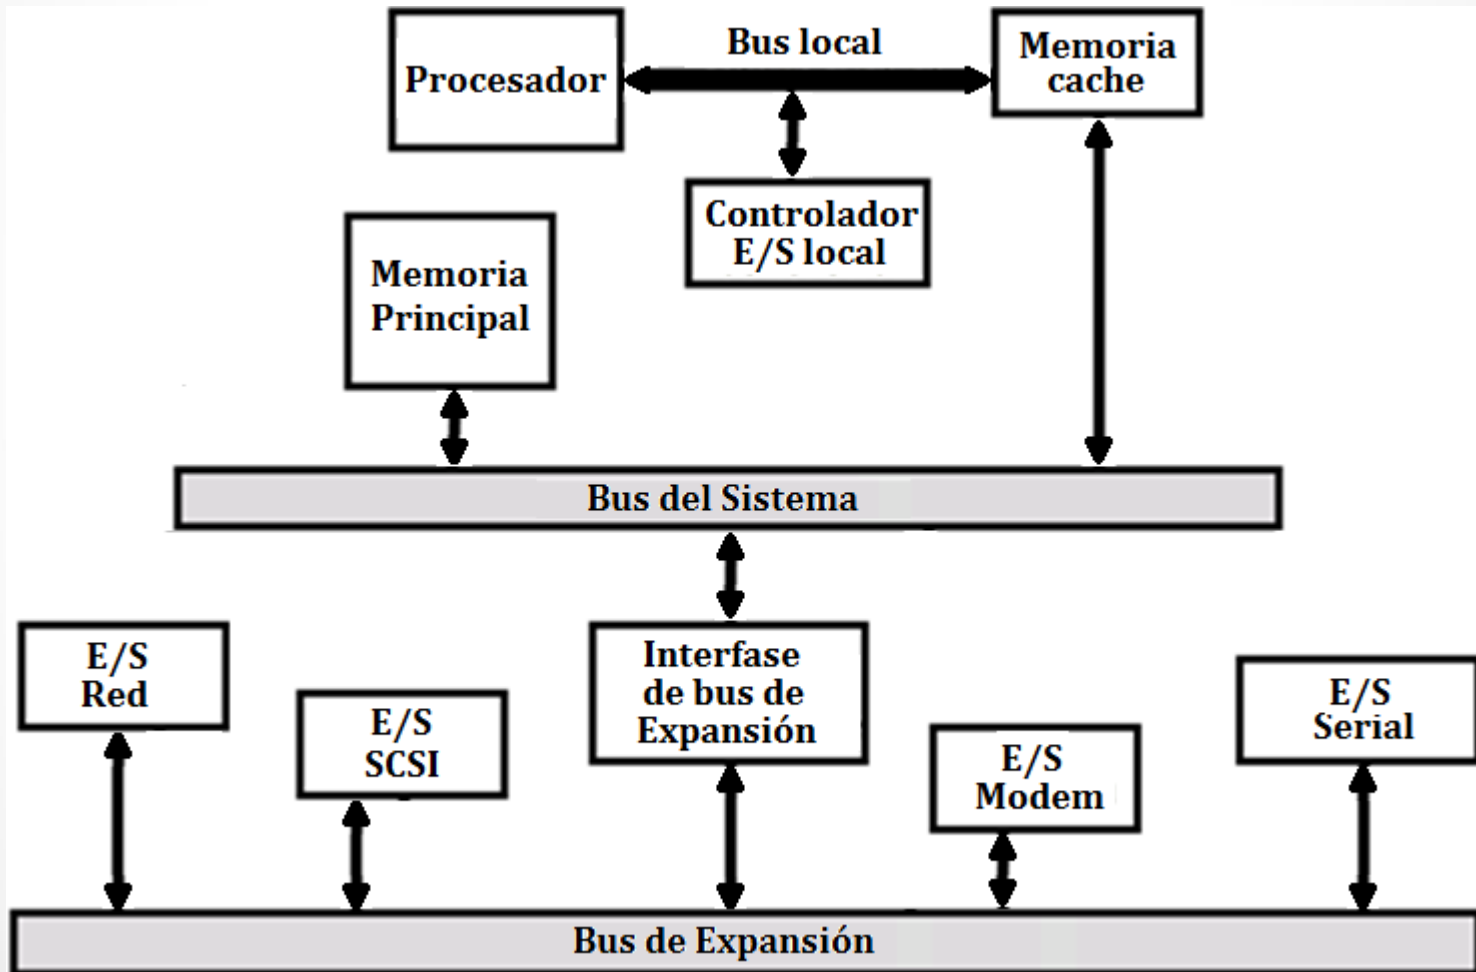 Bus local
Procesador
Memoria
cache
Controlador
E/S local
Memoria
Principal
Bus del Sistema
E/S
Red
E/S
SCSI
Interfase
de bus de
Expansión
E/S
Modem
E/S
Serial
Bus de Expansión